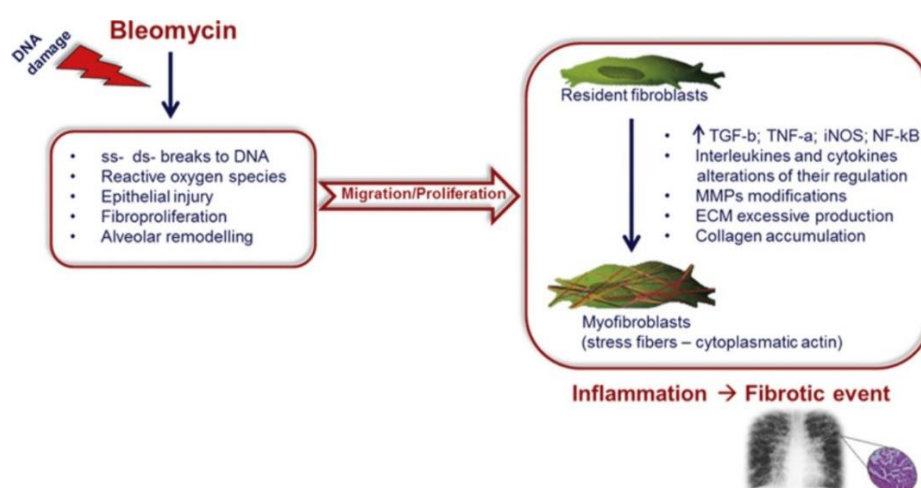 DNA damage
Bleomycin
• ss- ds- breaks to DNA
• Reactive oxygen species
• Epithelial injury
• Fibroproliferation
• Alveolar remodelling
Migration/Proliferation
Resident fibroblasts
• ↑ TGF-b; TNF-a; iNOS; NF-kB
• Interleukines and cytokines
alterations of their regulation
• MMPs modifications
• ECM excessive production
• Collagen accumulation
Myofibroblasts
(stress fibers – cytoplasmatic actin)
Inflammation → Fibrotic event